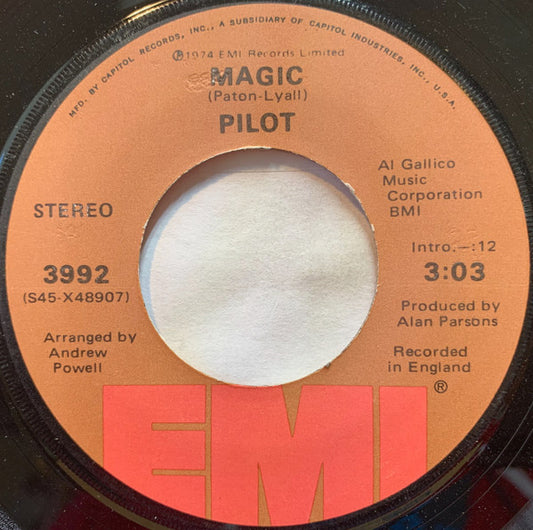 MFD. BY CAPITOL RECORDS, INC., A SUBSIDIARY OF CAPITOL INDUSTRIES, INC., U.S.A.
Ⓟ1974 EMI Records Limited
MAGIC
(Paton-Lyall)
PILOT
Al Gallico
Music
Corporation
BMI
STEREO
Intro.—:12
3992
3:03
(S45-X48907)
Produced by
Alan Parsons
Arranged by
Andrew
Powell
Recorded
in England
EMI®